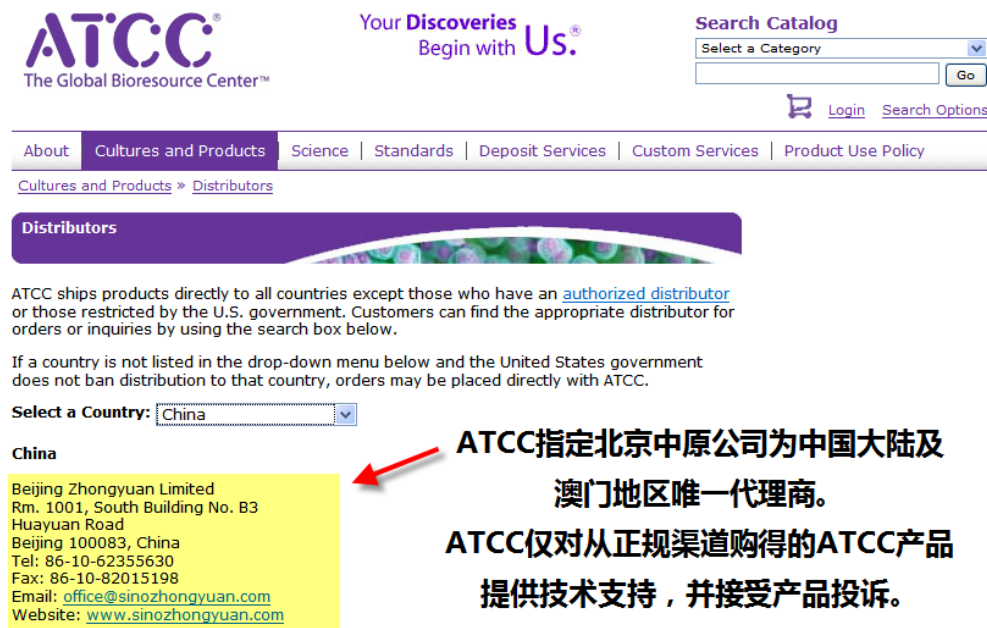 ATCC®
The Global Bioresource Center™
Your Discoveries
Begin with Us.®
Search Catalog
Select a Category
Go
Login Search Options
About Cultures and Products Science Standards Deposit Services Custom Services Product Use Policy
Cultures and Products » Distributors
Distributors
ATCC ships products directly to all countries except those who have an authorized distributor
or those restricted by the U.S. government. Customers can find the appropriate distributor for
orders or inquiries by using the search box below.
If a country is not listed in the drop-down menu below and the United States government
does not ban distribution to that country, orders may be placed directly with ATCC.
Select a Country: China
China
Beijing Zhongyuan Limited
Rm. 1001, South Building No. B3
Huayuan Road
Beijing 100083, China
Tel: 86-10-62355630
Fax: 86-10-82015198
Email: office@sinozhongyuan.com
Website: www.sinozhongyuan.com
ATCC指定北京中原公司为中国大陆及
澳门地区唯一代理商。
ATCC仅对从正规渠道购得的ATCC产品
提供技术支持，并接受产品投诉。